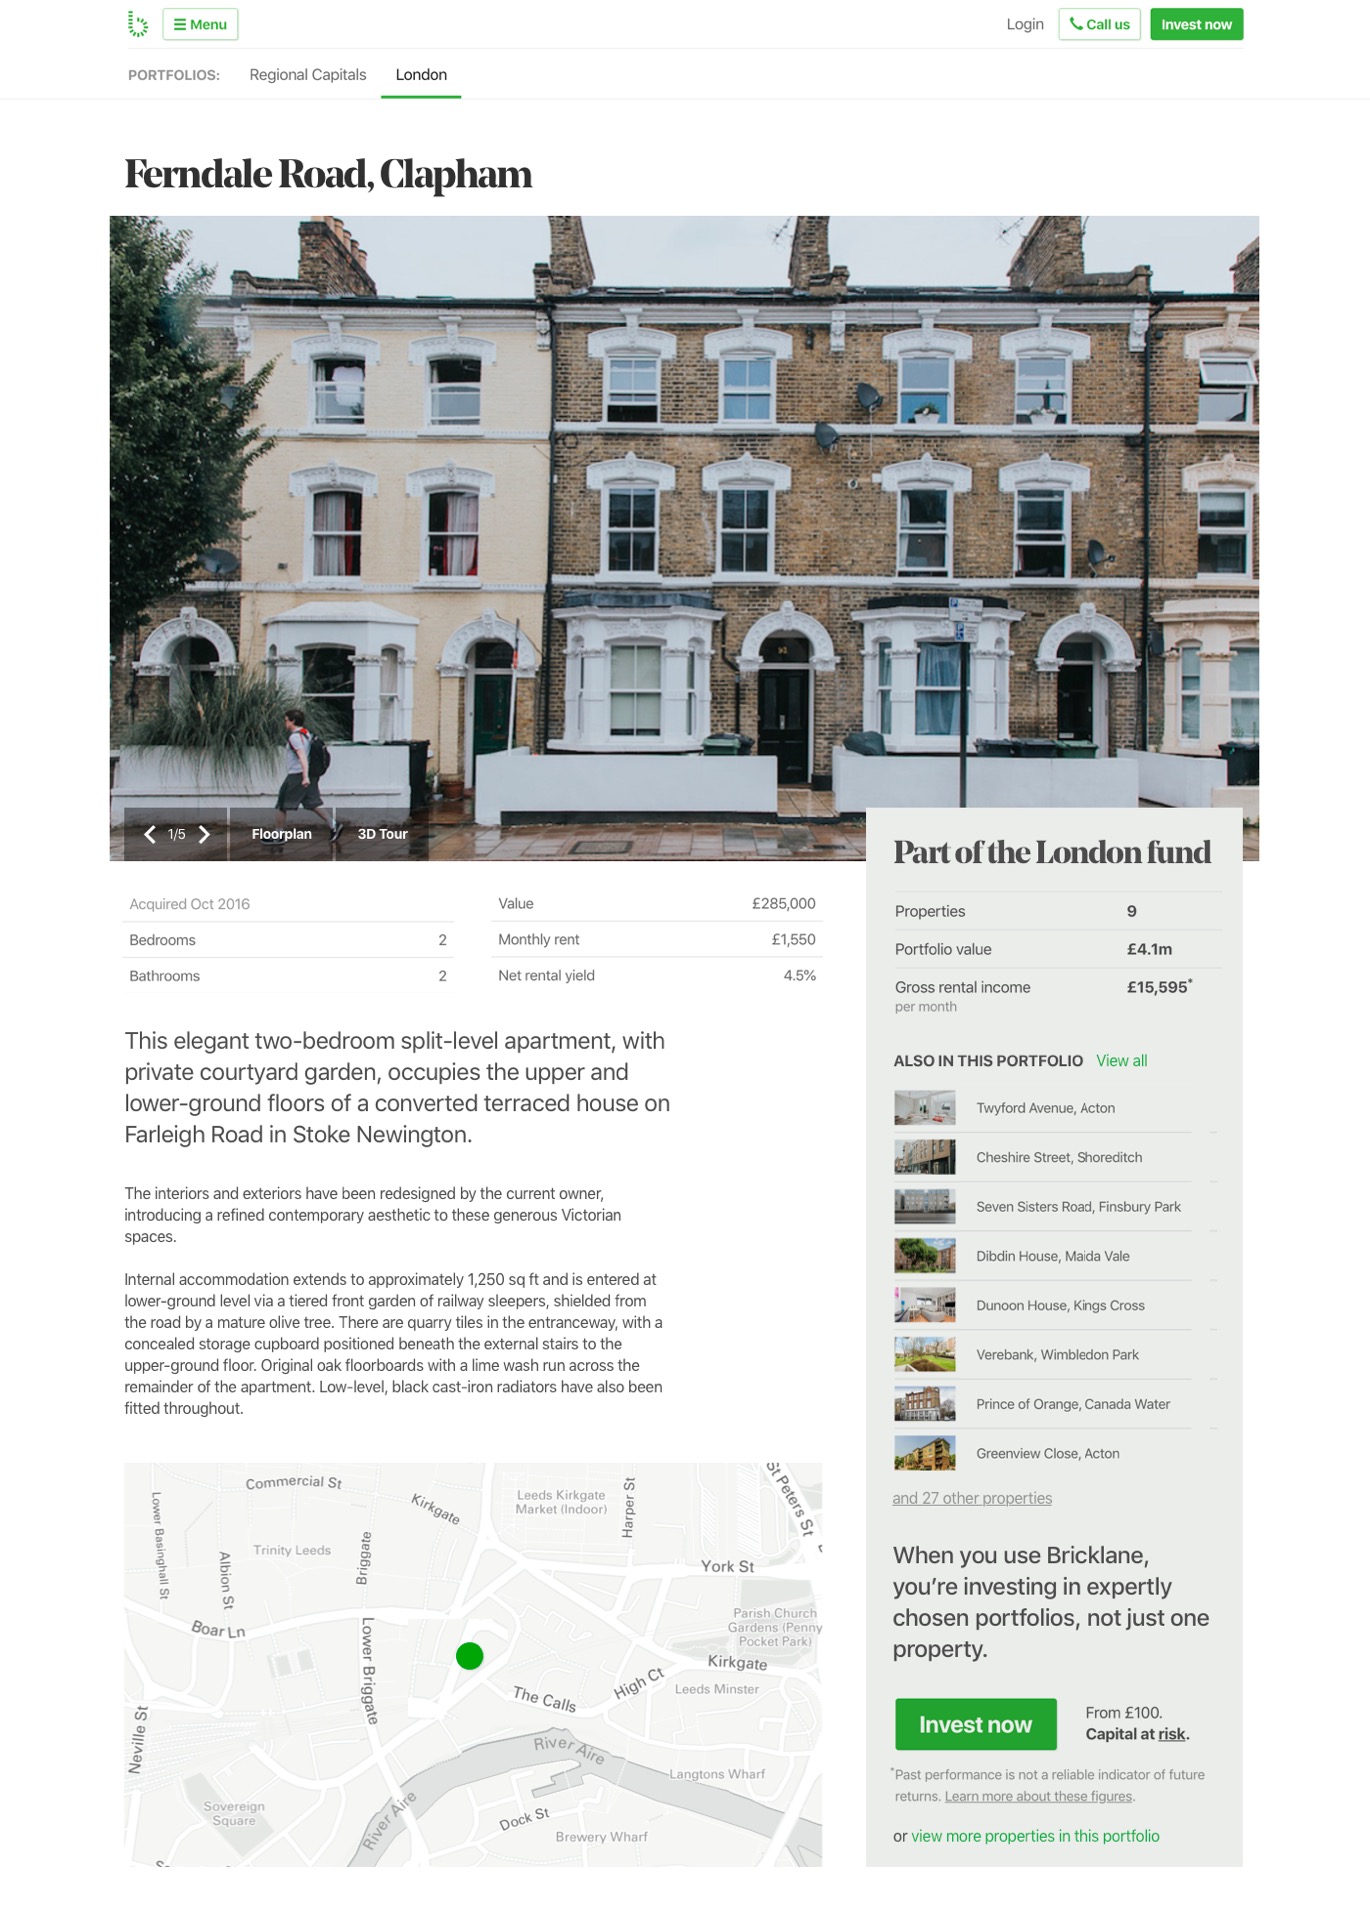 Menu
Login
Call us
Invest now
PORTFOLIOS:
Regional Capitals
London
Ferndale Road, Clapham
1/5
Floorplan
3D Tour
Acquired Oct 2016
Bedrooms 2
Bathrooms 2
Value £285,000
Monthly rent £1,550
Net rental yield 4.5%
This elegant two-bedroom split-level apartment, with
private courtyard garden, occupies the upper and
lower-ground floors of a converted terraced house on
Farleigh Road in Stoke Newington.
The interiors and exteriors have been redesigned by the current owner,
introducing a refined contemporary aesthetic to these generous Victorian
spaces.
Internal accommodation extends to approximately 1,250 sq ft and is entered at
lower-ground level via a tiered front garden of railway sleepers, shielded from
the road by a mature olive tree. There are quarry tiles in the entranceway, with a
concealed storage cupboard positioned beneath the external stairs to the
upper-ground floor. Original oak floorboards with a lime wash run across the
remainder of the apartment. Low-level, black cast-iron radiators have also been
fitted throughout.
Commercial St
Kirkgate
Leeds Kirkgate
Market (Indoor)
Harper St
St Peters St
Lower Basinghall St
Albion St
Trinity Leeds
Briggate
York St
Boar Ln
Lower Briggate
Parish Church
Gardens (Penny
Pocket Park)
Kirkgate
High Ct
Leeds Minster
The Calls
Neville St
River Aire
Langtons Wharf
Sovereign
Square
River Aire
Dock St
Brewery Wharf
Part of the London fund
Properties 9
Portfolio value £4.1m
Gross rental income £15,595*
per month
ALSO IN THIS PORTFOLIO View all
Twyford Avenue, Acton
Cheshire Street, Shoreditch
Seven Sisters Road, Finsbury Park
Dibdin House, Maida Vale
Dunoon House, Kings Cross
Verebank, Wimbledon Park
Prince of Orange, Canada Water
Greenview Close, Acton
and 27 other properties
When you use Bricklane,
you're investing in expertly
chosen portfolios, not just one
property.
Invest now
From £100.
Capital at risk.
*Past performance is not a reliable indicator of future
returns. Learn more about these figures.
or view more properties in this portfolio